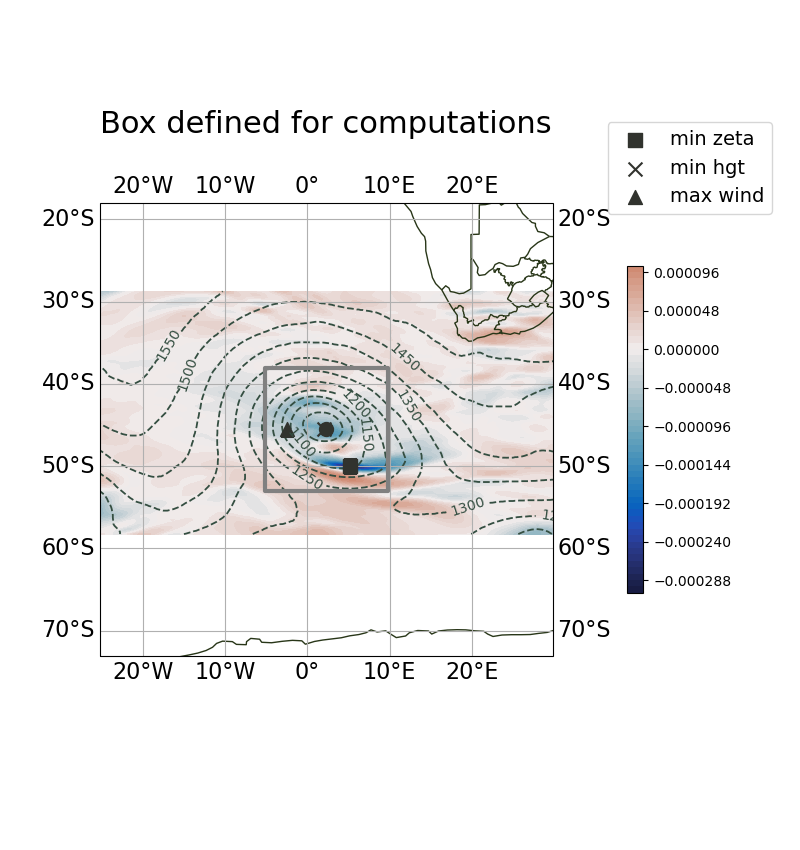 Box defined for computations
min zeta
min hgt
max wind
20°W 10°W 0° 10°E 20°E
20°S 20°S
30°S 30°S
40°S 40°S
50°S 50°S
60°S 60°S
70°S 70°S
20°W 10°W 0° 10°E 20°E
1550
1500
1450
1350
1200
1150
1100
1250
1300
0.000096
0.000048
0.000000
−0.000048
−0.000096
−0.000144
−0.000192
−0.000240
−0.000288